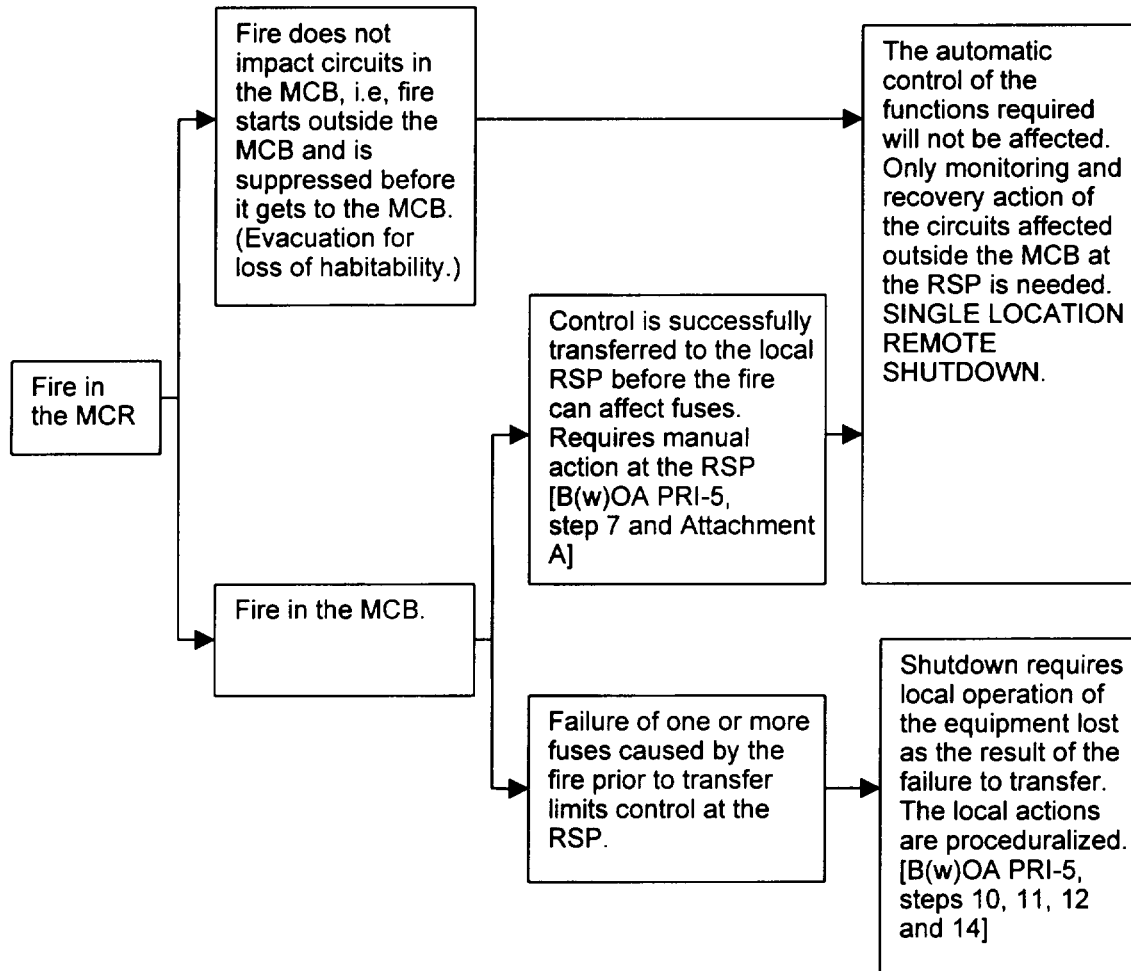 Fire in
the MCR
Fire does not
impact circuits in
the MCB, i.e, fire
starts outside the
MCB and is
suppressed before
it gets to the MCB.
(Evacuation for
loss of habitability.)
Fire in the MCB.
Control is successfully
transferred to the local
RSP before the fire
can affect fuses.
Requires manual
action at the RSP
[B(w)OA PRI-5,
step 7 and Attachment
A]
Failure of one or more
fuses caused by the
fire prior to transfer
limits control at the
RSP.
The automatic
control of the
functions required
will not be affected.
Only monitoring and
recovery action of
the circuits affected
outside the MCB at
the RSP is needed.
SINGLE LOCATION
REMOTE
SHUTDOWN.
Shutdown requires
local operation of
the equipment lost
as the result of the
failure to transfer.
The local actions
are proceduralized.
[B(w)OA PRI-5,
steps 10, 11, 12
and 14]